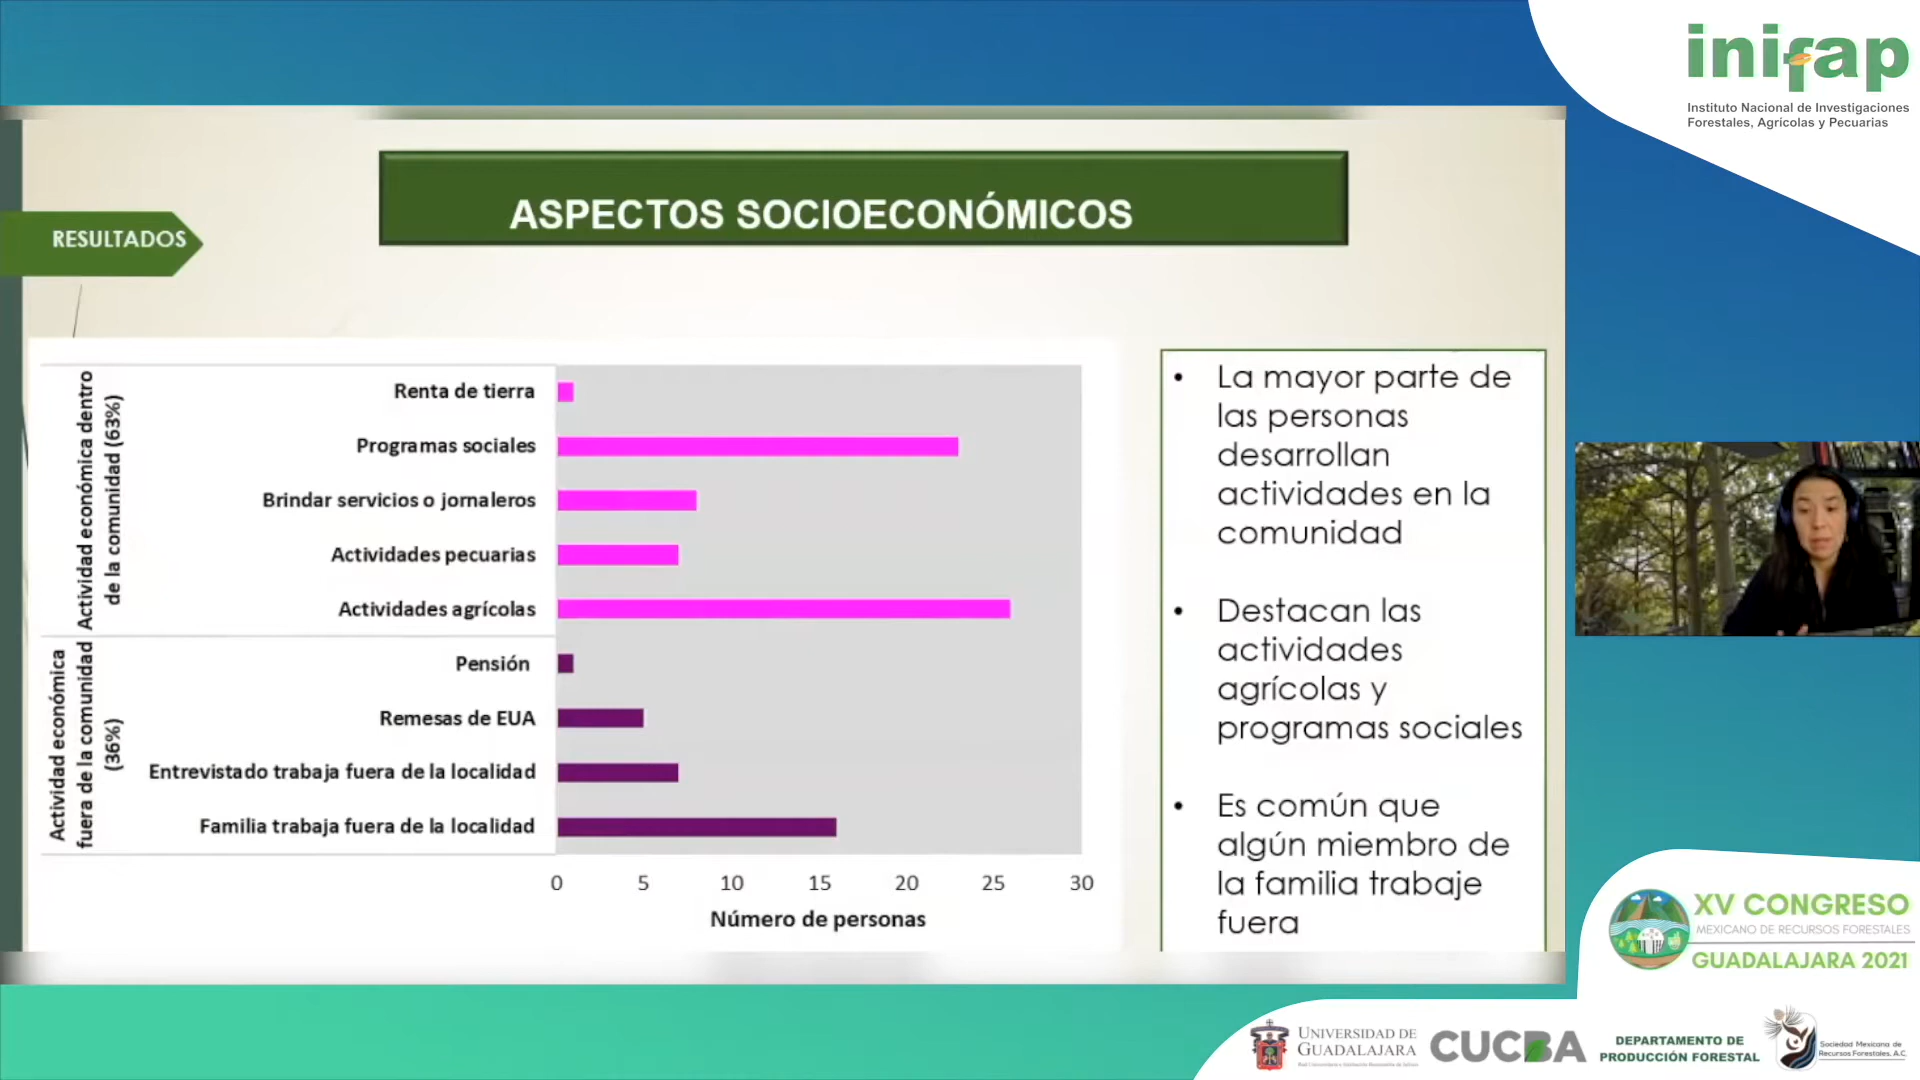 inifap
Instituto Nacional de Investigaciones
Forestales, Agrícolas y Pecuarias
ASPECTOS SOCIOECONÓMICOS
RESULTADOS
Actividad económica dentro
de la comunidad (63%)
Renta de tierra
Programas sociales
Brindar servicios o jornaleros
Actividades pecuarias
Actividades agrícolas
Actividad económica
fuera de la comunidad
(36%)
Pensión
Remesas de EUA
Entrevistado trabaja fuera de la localidad
Familia trabaja fuera de la localidad
0 5 10 15 20 25 30
Número de personas
• La mayor parte de
las personas
desarrollan
actividades en la
comunidad
• Destacan las
actividades
agrícolas y
programas sociales
• Es común que
algún miembro de
la familia trabaje
fuera
XV CONGRESO
MEXICANO DE RECURSOS FORESTALES
GUADALAJARA 2021
UNIVERSIDAD DE
GUADALAJARA
CUCBA
DEPARTAMENTO DE
PRODUCCIÓN FORESTAL
Sociedad Mexicana de
Recursos Forestales, A.C.